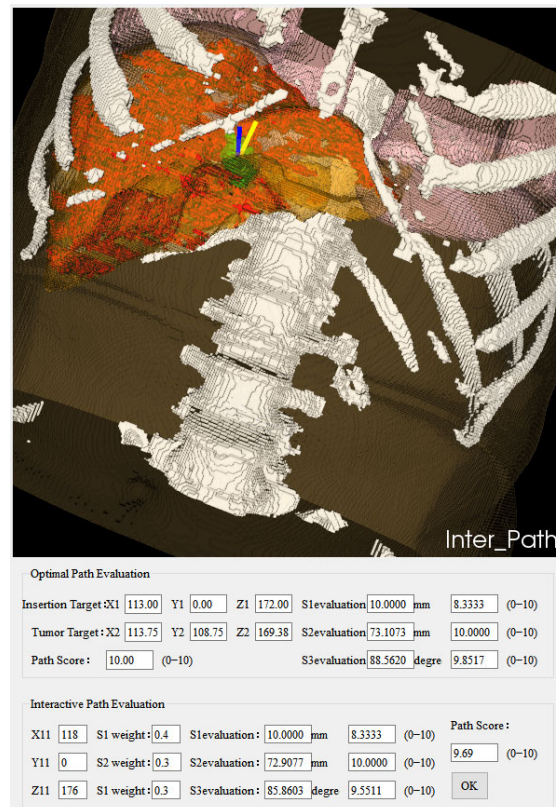 Inter_Path
Optimal Path Evaluation
Insertion Target:X1 113.00 Y1 0.00 Z1 172.00 S1evaluation 10.0000 mm 8.3333 (0-10)
Tumor Target:X2 113.75 Y2 108.75 Z2 169.38 S2evaluation 73.1073 mm 10.0000 (0-10)
Path Score: 10.00 (0-10) S3evaluation 88.5620 degre 9.8517 (0-10)
Interactive Path Evaluation
X11 118 S1 weight: 0.4 S1evaluation: 10.0000 mm 8.3333 (0-10) Path Score:
Y11 0 S2 weight: 0.3 S2evaluation: 72.9077 mm 10.0000 (0-10) 9.69 (0-10)
Z11 176 S1 weight: 0.3 S3evaluation: 85.8603 degre 9.5511 (0-10) OK